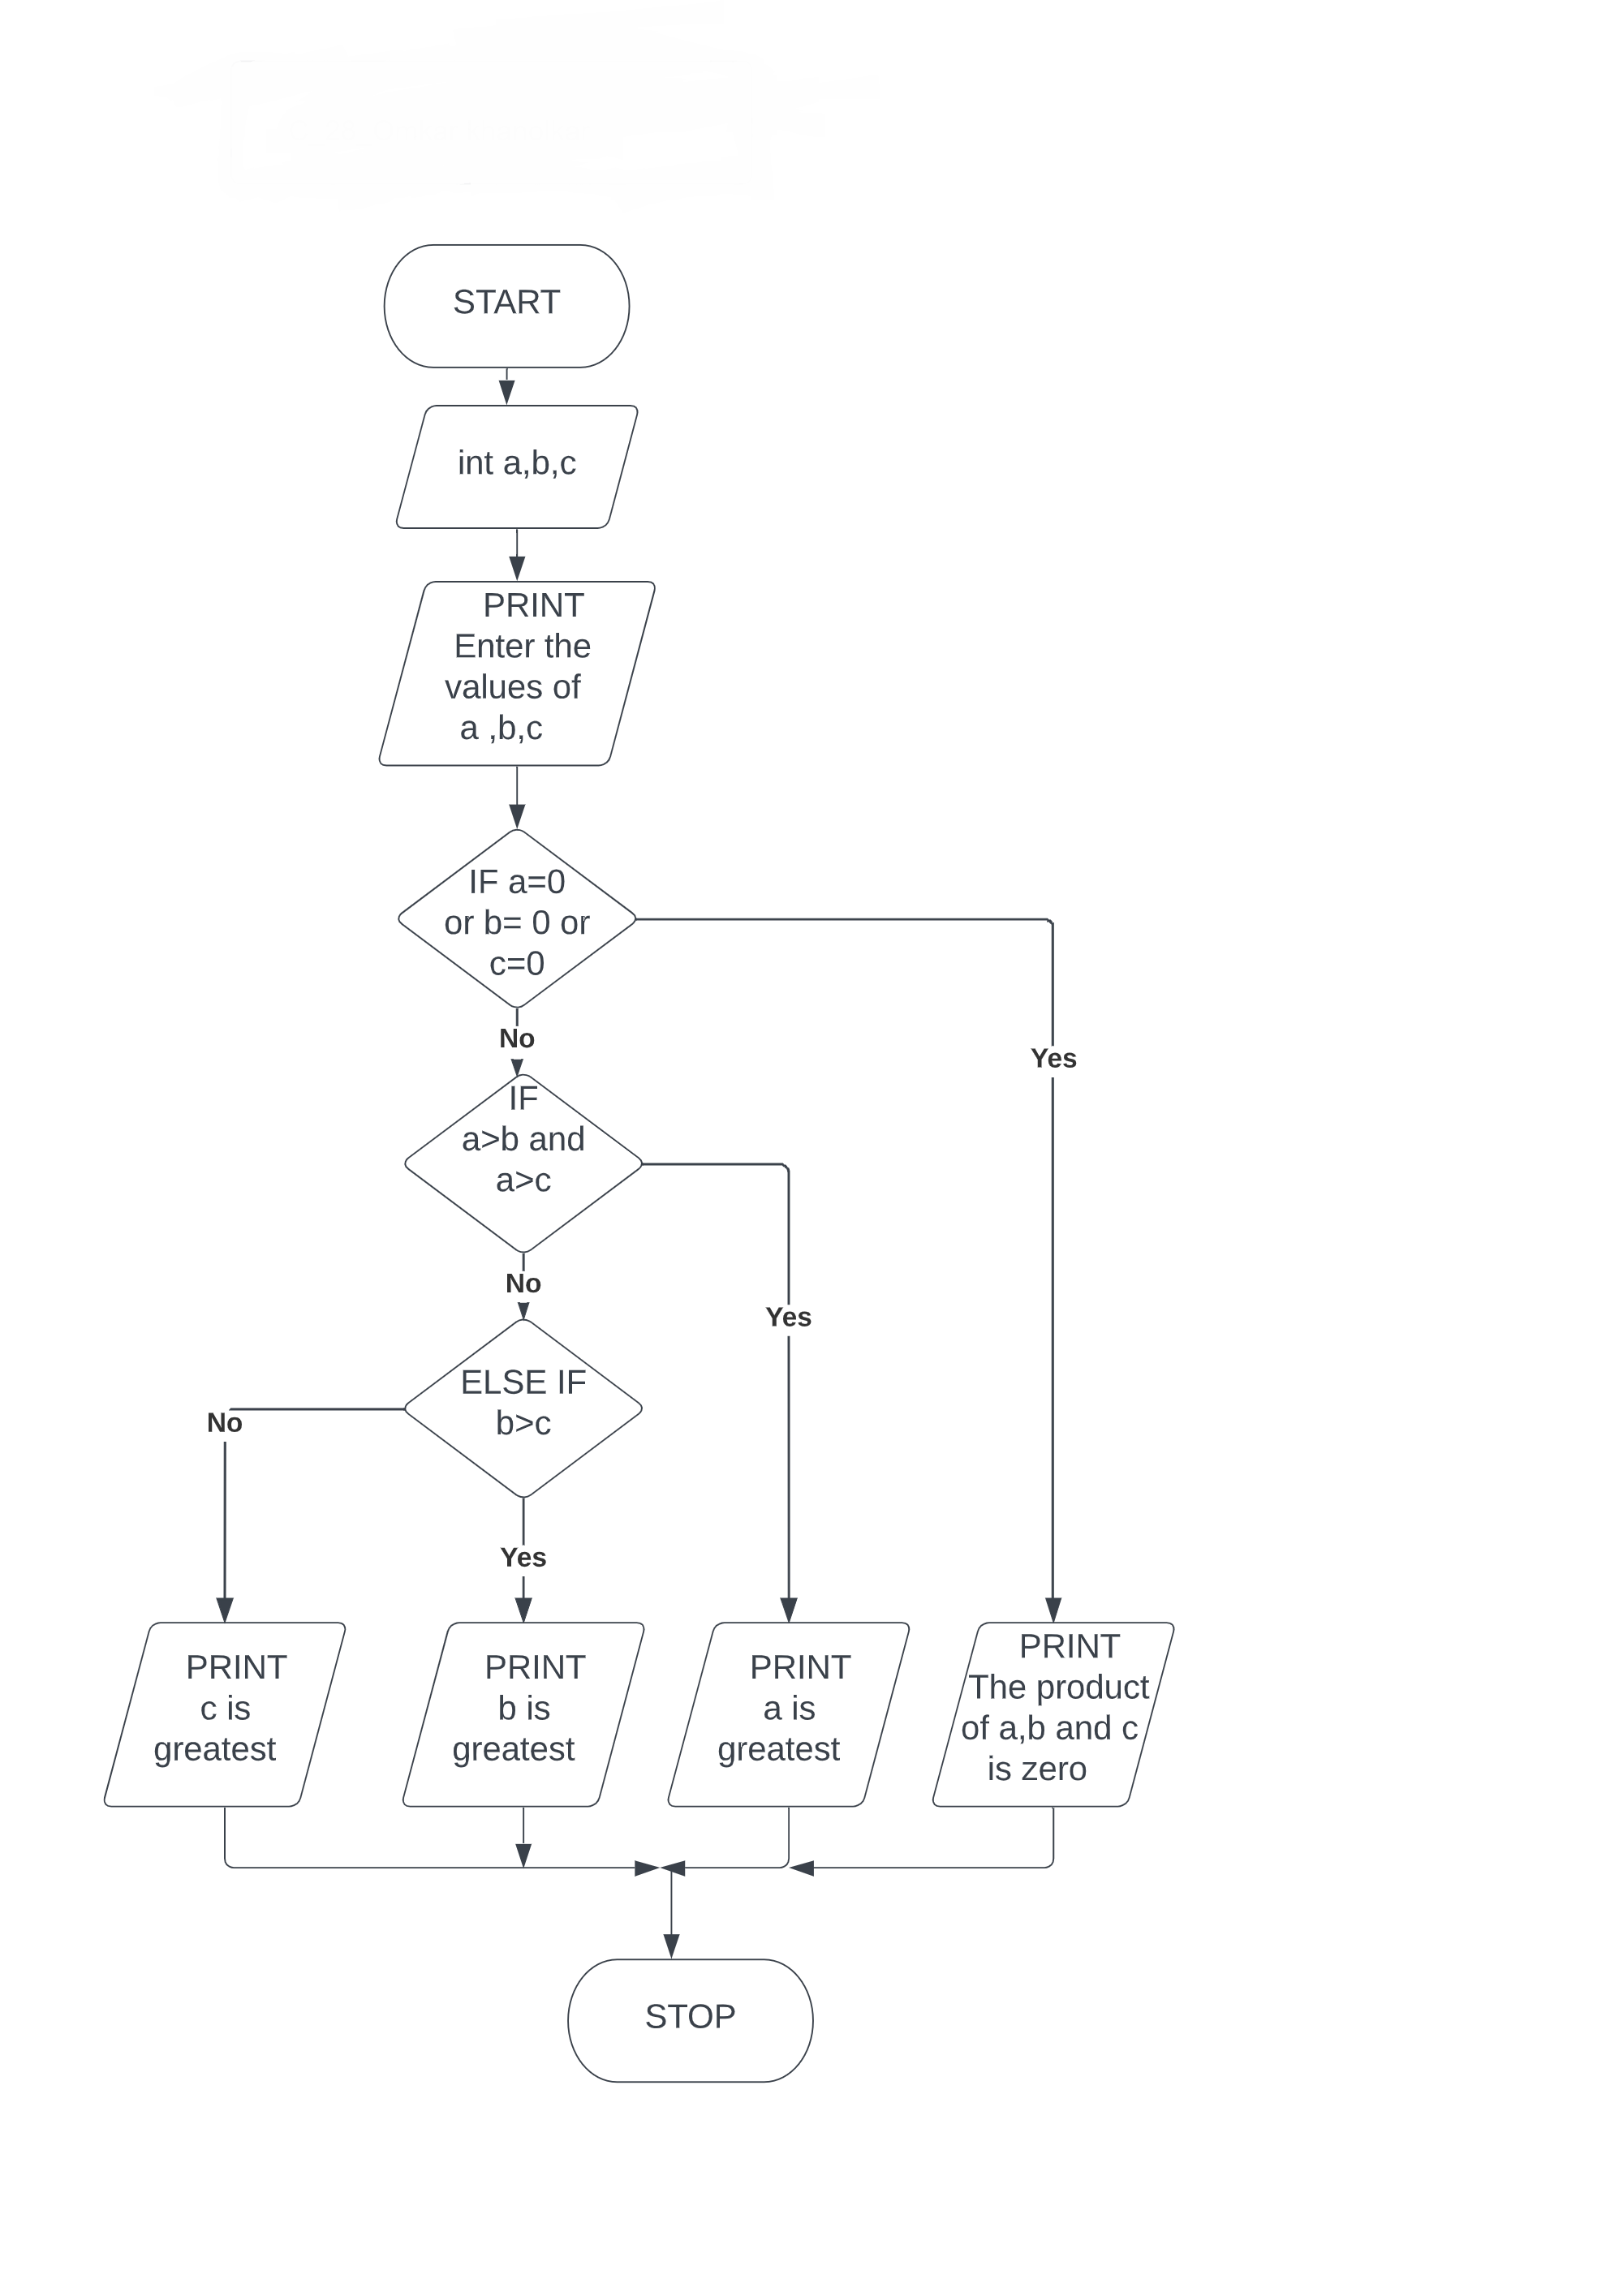 START
int a,b,c
PRINT
Enter the
values of
a ,b,c
IF a=0
or b= 0 or
c=0
No
Yes
IF
a>b and
a>c
No
Yes
ELSE IF
b>c
No
Yes
PRINT
c is
greatest
PRINT
b is
greatest
PRINT
a is
greatest
PRINT
The product
of a,b and c
is zero
STOP